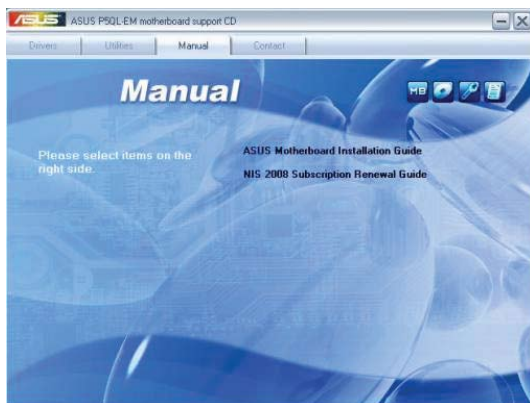 ASUS ASUS P5QL-EM motherboard support CD
Drivers Utilities Manual Contact
Manual
MB
Please select items on the
right side.
ASUS Motherboard Installation Guide
NIS 2008 Subscription Renewal Guide